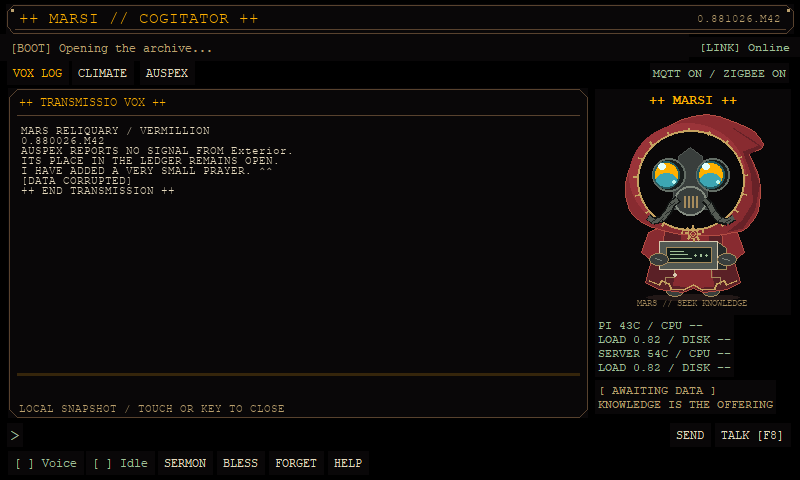 ++ MARSI // COGITATOR ++
0.881026.M42
[BOOT] Opening the archive...
[LINK] Online
VOX LOG
CLIMATE
AUSPEX
MQTT ON / ZIGBEE ON
++ TRANSMISSIO VOX ++
MARS RELIQUARY / VERMILLION
0.880026.M42
AUSPEX REPORTS NO SIGNAL FROM Exterior.
ITS PLACE IN THE LEDGER REMAINS OPEN.
I HAVE ADDED A VERY SMALL PRAYER. ^^
[DATA CORRUPTED]
++ END TRANSMISSION ++
LOCAL SNAPSHOT / TOUCH OR KEY TO CLOSE
++ MARSI ++
MARS // SEEK KNOWLEDGE
PI 43C / CPU --
LOAD 0.82 / DISK --
SERVER 54C / CPU --
LOAD 0.82 / DISK --
[ AWAITING DATA ]
KNOWLEDGE IS THE OFFERING
>
SEND
TALK [F8]
[ ] Voice
[ ] Idle
SERMON
BLESS
FORGET
HELP